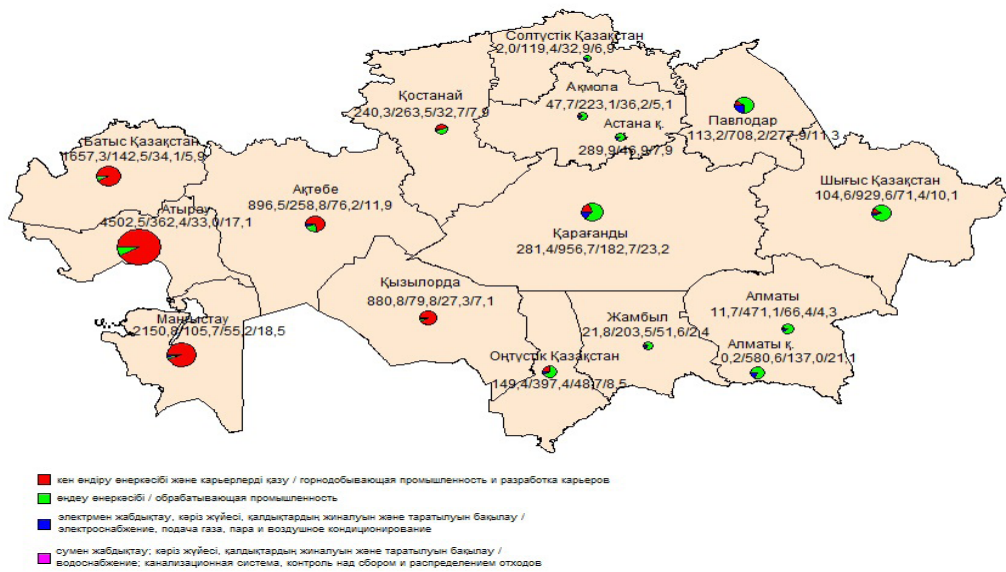 Солтүстік Қазақстан
2,0/119,4/32,9/6,9
Ақмола
47,7/223,1/36,2/5,1
Қостанай
240,3/263,5/32,7/7,9
Астана қ.
289,9/46,9/7,9
Павлодар
113,2/708,2/277,9/11,3
Батыс Қазақстан
1657,3/142,5/34,1/5,9
Ақтөбе
896,5/258,8/76,2/11,9
Шығыс Қазақстан
104,6/929,6/71,4/10,1
Атырау
4502,5/362,4/33,0/17,1
Қарағанды
281,4/956,7/182,7/23,2
Қызылорда
880,8/79,8/27,3/7,1
Маңғыстау
2150,8/105,7/55,2/18,5
Жамбыл
21,8/203,5/51,6/2,4
Алматы
11,7/471,1/66,4/4,3
Алматы қ.
0,2/580,6/137,0/21,1
Оңтүстік Қазақстан
149,4/397,4/48,7/8,5
кен өндіру өнеркәсібі және карьерлерді қазу / горнодобывающая промышленность и разработка карьеров
өңдеу өнеркәсібі / обрабатывающая промышленность
электрмен жабдықтау, кәріз жүйесі, қалдықтардың жиналуын және таратылуын бақылау /
электроснабжение, подача газа, пара и воздушное кондиционирование
сумен жабдықтау; кәріз жүйесі, қалдықтардың жиналуын және таратылуын бақылау /
водоснабжение; канализационная система, контроль над сбором и распределением отходов